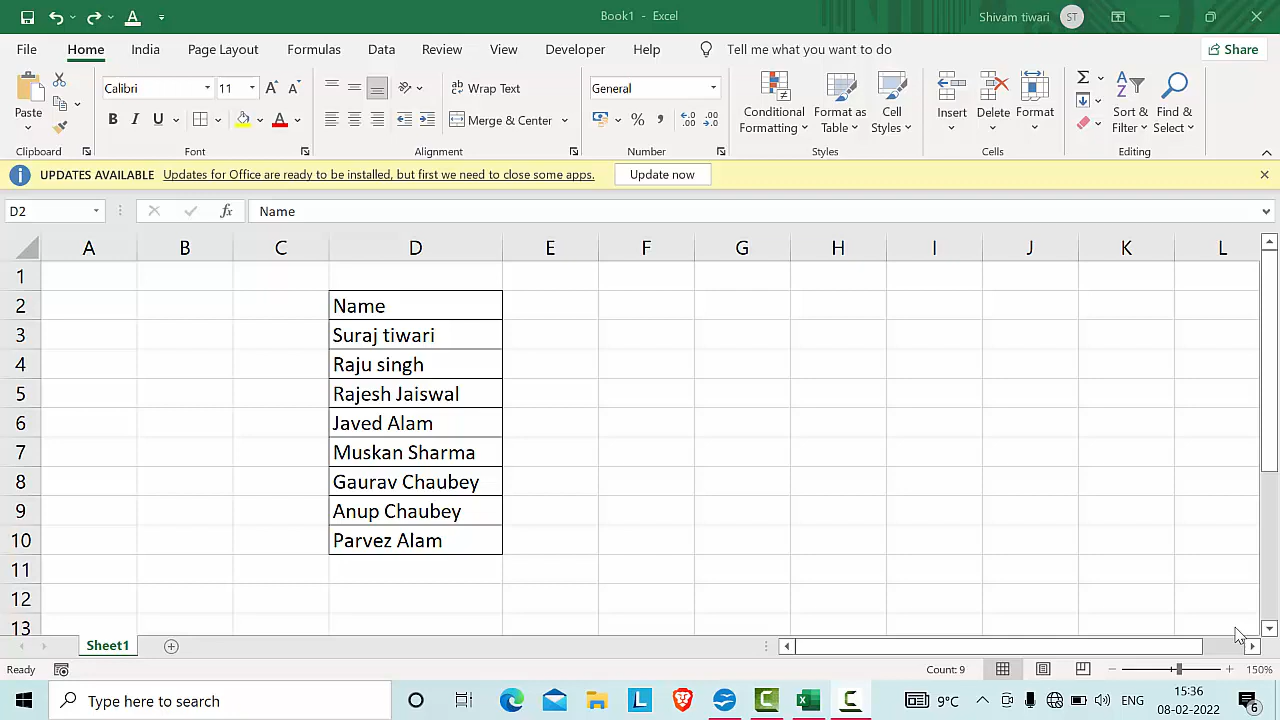 Book1 - Excel
Shivam tiwari ST
File Home India Page Layout Formulas Data Review View Developer Help Tell me what you want to do Share
Paste
Clipboard
Calibri 11
B I U A
Font
Wrap Text
Merge & Center
Alignment
General
% ,
Number
Conditional Formatting
Format as Table
Cell Styles
Styles
Insert Delete Format
Cells
Sort & Filter
Find & Select
Editing
UPDATES AVAILABLE Updates for Office are ready to be installed, but first we need to close some apps. Update now
D2 fx Name
A B C D E F G H I J K L
1
2 Name
3 Suraj tiwari
4 Raju singh
5 Rajesh Jaiswal
6 Javed Alam
7 Muskan Sharma
8 Gaurav Chaubey
9 Anup Chaubey
10 Parvez Alam
11
12
13
Sheet1
Ready Count: 9 150%
Type here to search 9°C ENG 15:36
08-02-2022 6